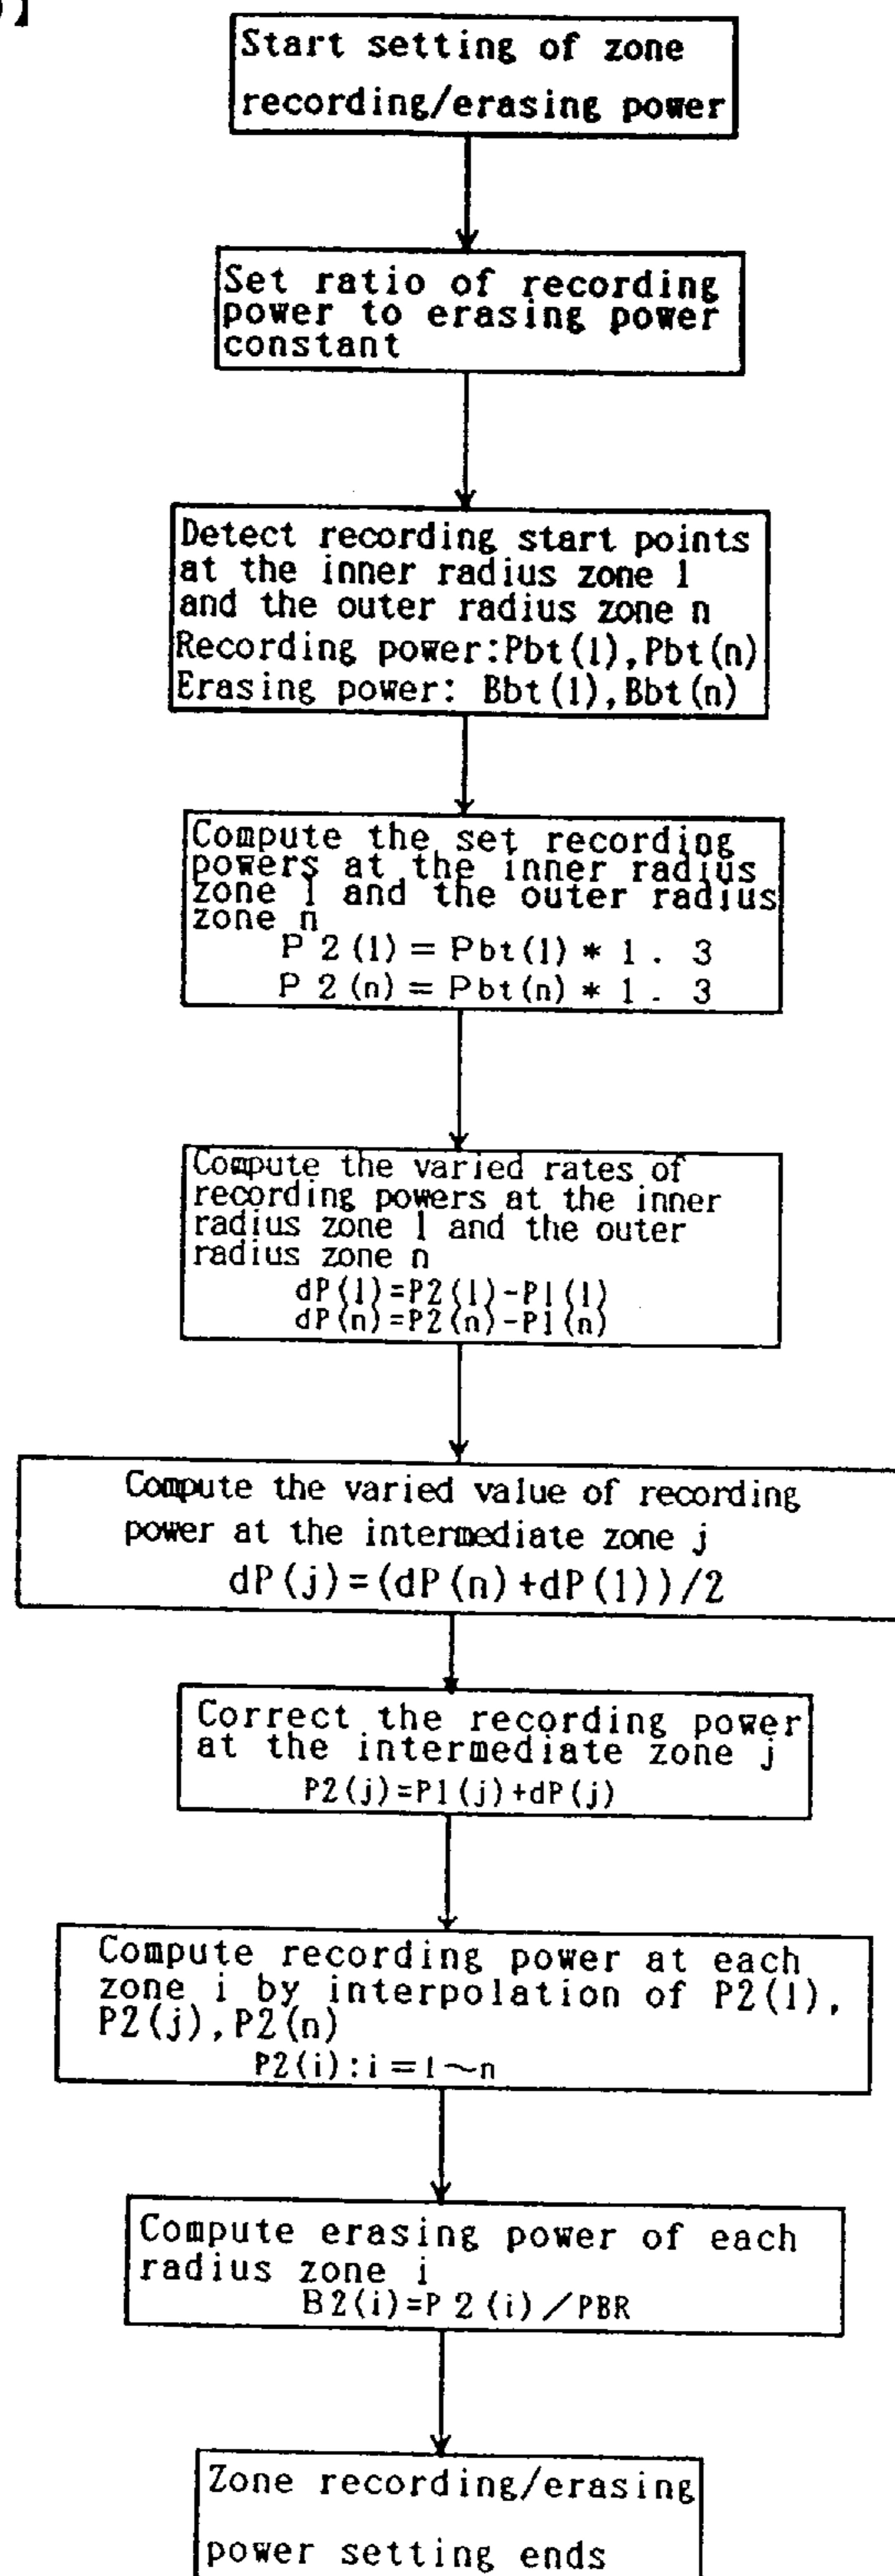 )】
Start setting of zone
recording/erasing power
Set ratio of recording
power to erasing power
constant
Detect recording start points
at the inner radius zone 1
and the outer radius zone n
Recording power:Pbt(1),Pbt(n)
Erasing power: Bbt(1),Bbt(n)
Compute the set recording
powers at the inner radius
zone 1 and the outer radius
zone n
P2(1)=Pbt(1)*1.3
P2(n)=Pbt(n)*1.3
Compute the varied rates of
recording powers at the inner
radius zone 1 and the outer
radius zone n
dP(1)=P2(1)-P1(1)
dP(n)=P2(n)-P1(n)
Compute the varied value of recording
power at the intermediate zone j
dP(j)=(dP(n)+dP(1))/2
Correct the recording power
at the intermediate zone j
P2(j)=P1(j)+dP(j)
Compute recording power at each
zone i by interpolation of P2(1),
P2(j),P2(n)
P2(i):i=1~n
Compute erasing power of each
radius zone i
B2(i)=P2(i)/PBR
Zone recording/erasing
power setting ends